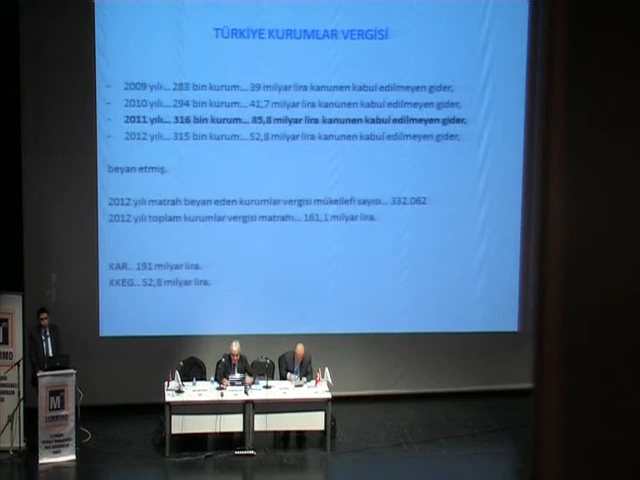 TÜRKİYE KURUMLAR VERGİSİ
- 2009 yılı... 283 bin kurum... 39 milyar lira kanunen kabul edilmeyen gider,
- 2010 yılı... 294 bin kurum... 41,7 milyar lira kanunen kabul edilmeyen gider,
- 2011 yılı... 316 bin kurum... 85,8 milyar lira kanunen kabul edilmeyen gider,
- 2012 yılı... 315 bin kurum... 52,8 milyar lira kanunen kabul edilmeyen gider,
beyan etmiş.
2012 yılı matrah beyan eden kurumlar vergisi mükellefi sayısı... 332.062
2012 yılı toplam kurumlar vergisi matrahı... 161,1 milyar lira.
KAR... 191 milyar lira.
KKEG... 52,8 milyar lira.